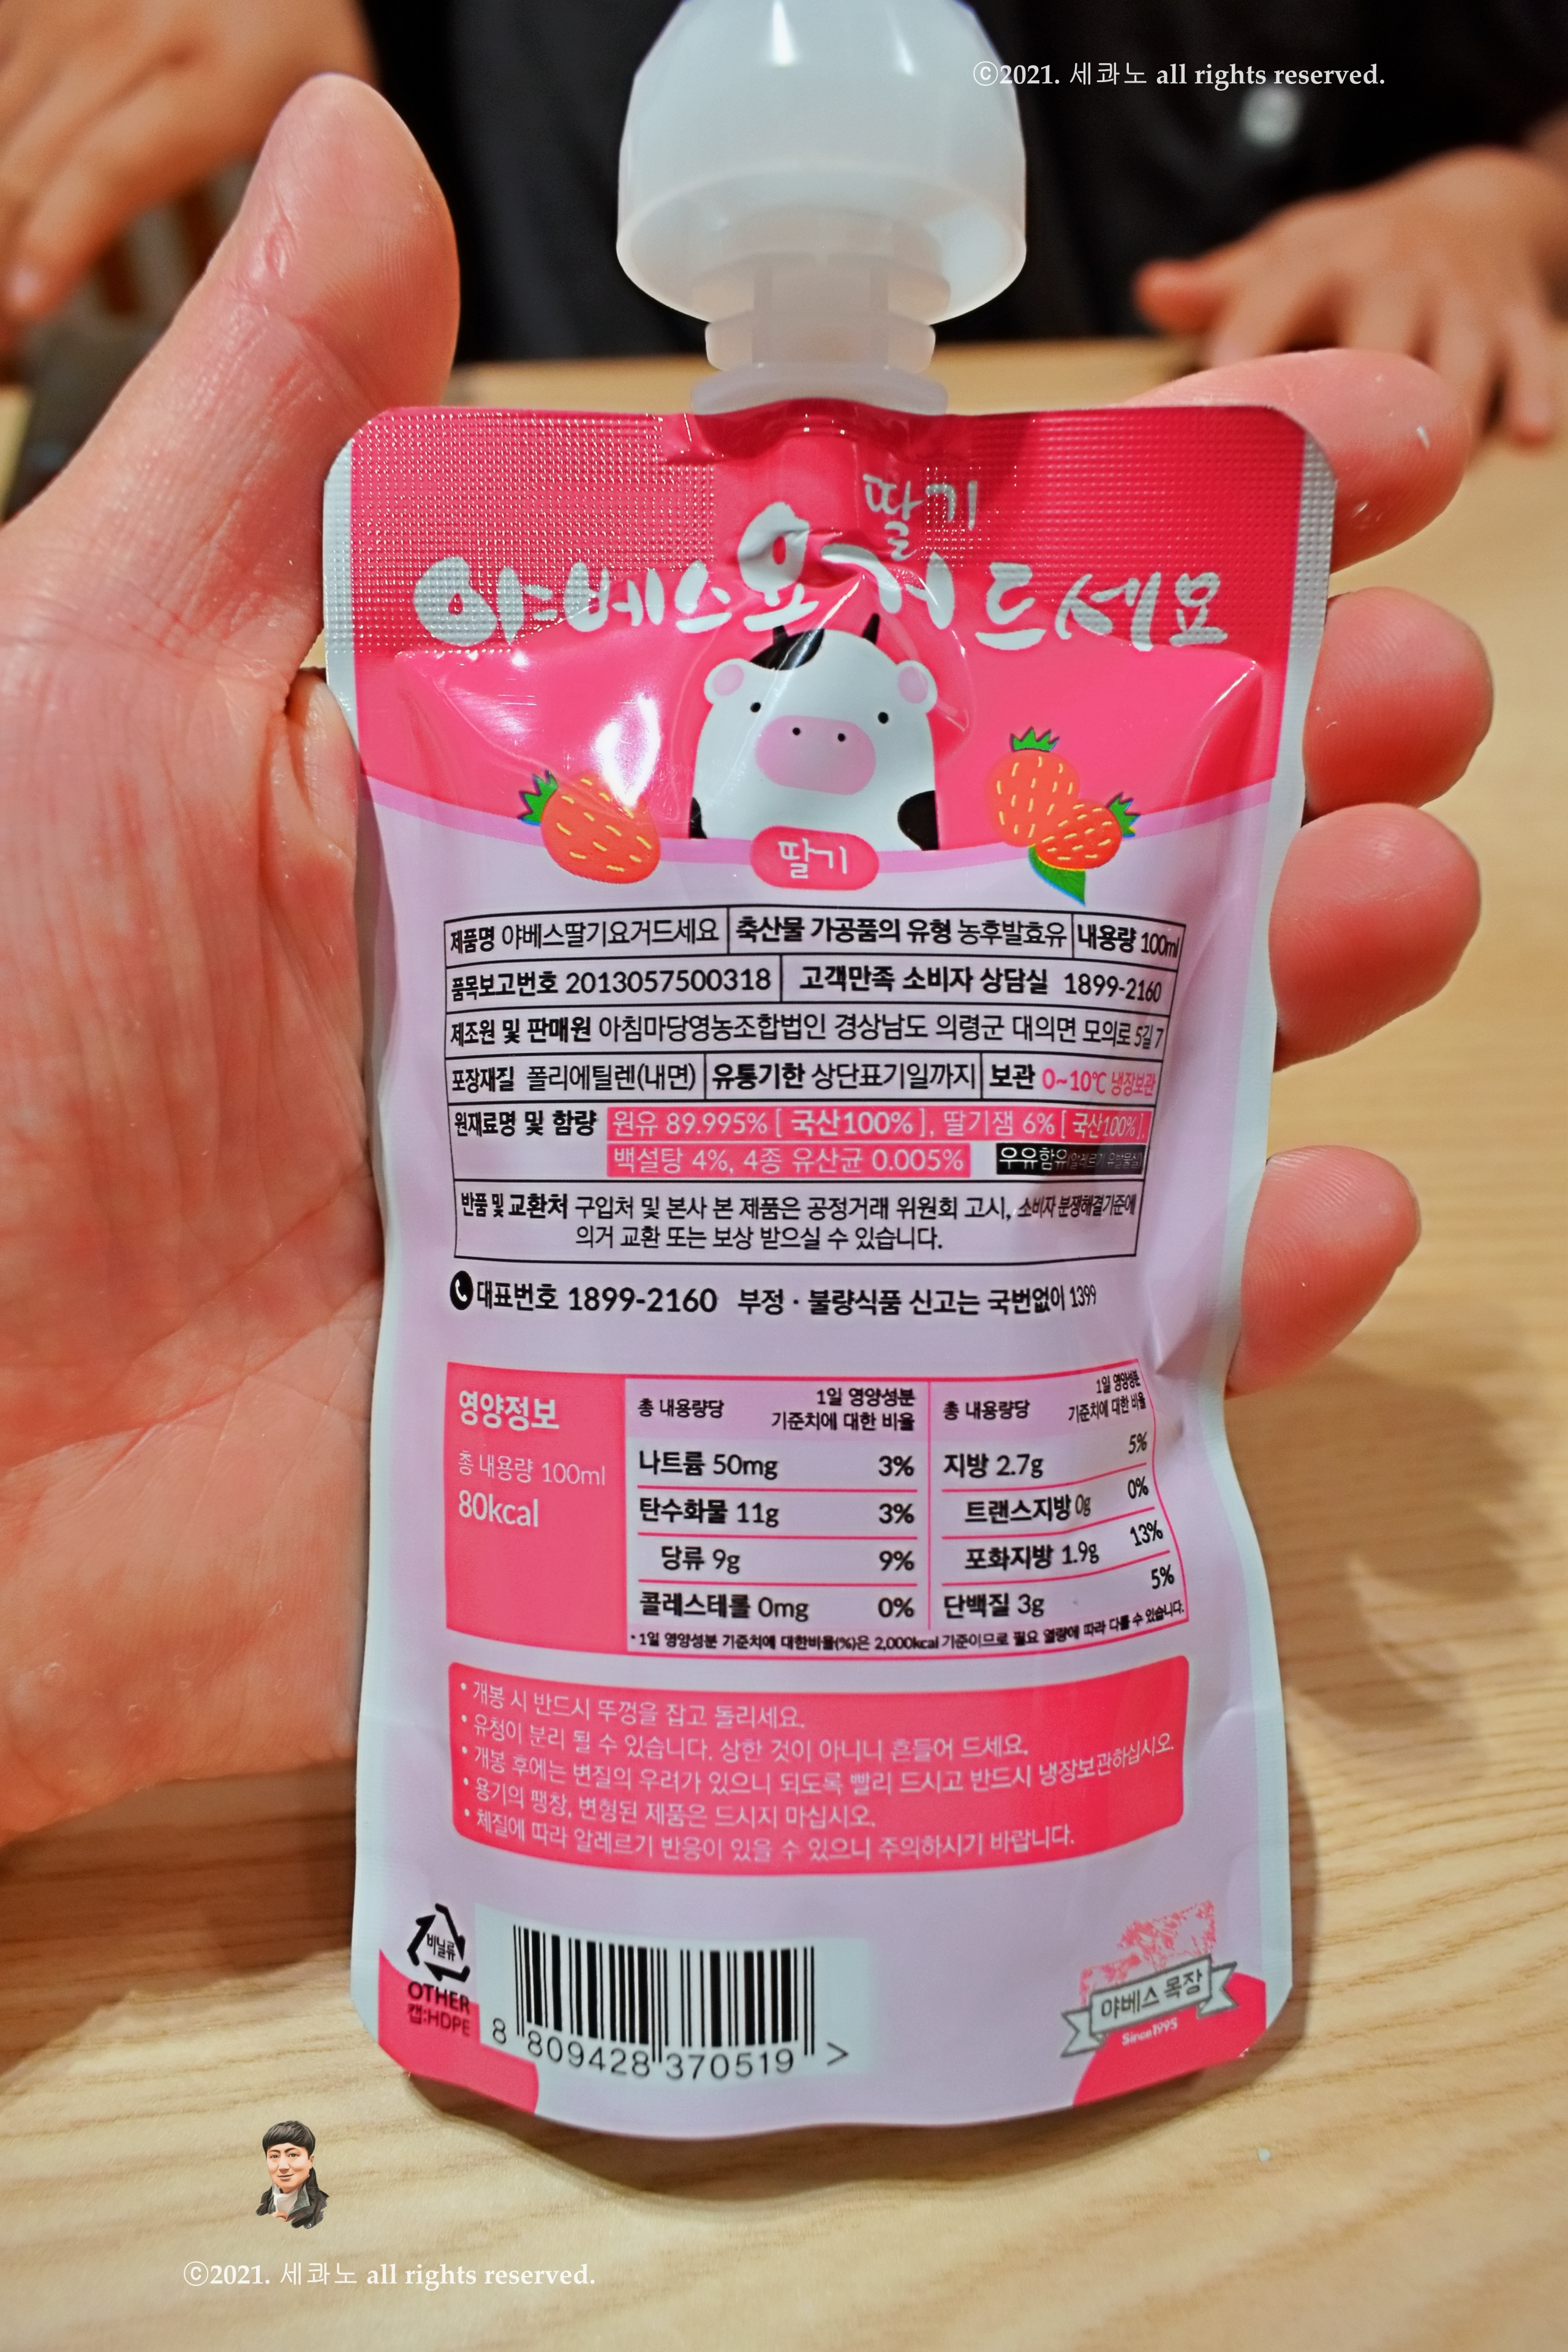 ⓒ2021. 세콰노 all rights reserved.
딸기
야베스요거드세요
딸기
제품명 야베스딸기요거드세요 축산물 가공품의 유형 농후발효유 내용량 100ml
품목보고번호 2013057500318 고객만족 소비자 상담실 1899-2160
제조원 및 판매원 아침마당영농조합법인 경상남도 의령군 대의면 모의로 5길 7
포장재질 폴리에틸렌(내면) 유통기한 상단표기일까지 보관 0~10℃ 냉장보관
원재료명 및 함량 원유 89.995% [ 국산100% ], 딸기잼 6% [ 국산100% ],
백설탕 4%, 4종 유산균 0.005% 우유함유(알레르기 유발물질)
반품 및 교환처 구입처 및 본사 본 제품은 공정거래 위원회 고시, 소비자 분쟁해결기준에
의거 교환 또는 보상 받으실 수 있습니다.
대표번호 1899-2160 부정 · 불량식품 신고는 국번없이 1399
영양정보
총 내용량 100ml
80kcal
총 내용량당 1일 영양성분 기준치에 대한 비율
나트륨 50mg 3%
탄수화물 11g 3%
당류 9g 9%
콜레스테롤 0mg 0%
총 내용량당 1일 영양성분 기준치에 대한 비율
지방 2.7g 5%
트랜스지방 0g 0%
포화지방 1.9g 13%
단백질 3g 5%
* 1일 영양성분 기준치에 대한비율(%)은 2,000kcal 기준이므로 필요 열량에 따라 다를 수 있습니다.
• 개봉 시 반드시 뚜껑을 잡고 돌리세요.
• 유청이 분리 될 수 있습니다. 상한 것이 아니니 흔들어 드세요.
• 개봉 후에는 변질의 우려가 있으니 되도록 빨리 드시고 반드시 냉장보관하십시오.
• 용기의 팽창, 변형된 제품은 드시지 마십시오.
• 체질에 따라 알레르기 반응이 있을 수 있으니 주의하시기 바랍니다.
비닐류
OTHER
캡:HDPE
8 809428 370519 >
야베스 목장
Since1995
ⓒ2021. 세콰노 all rights reserved.